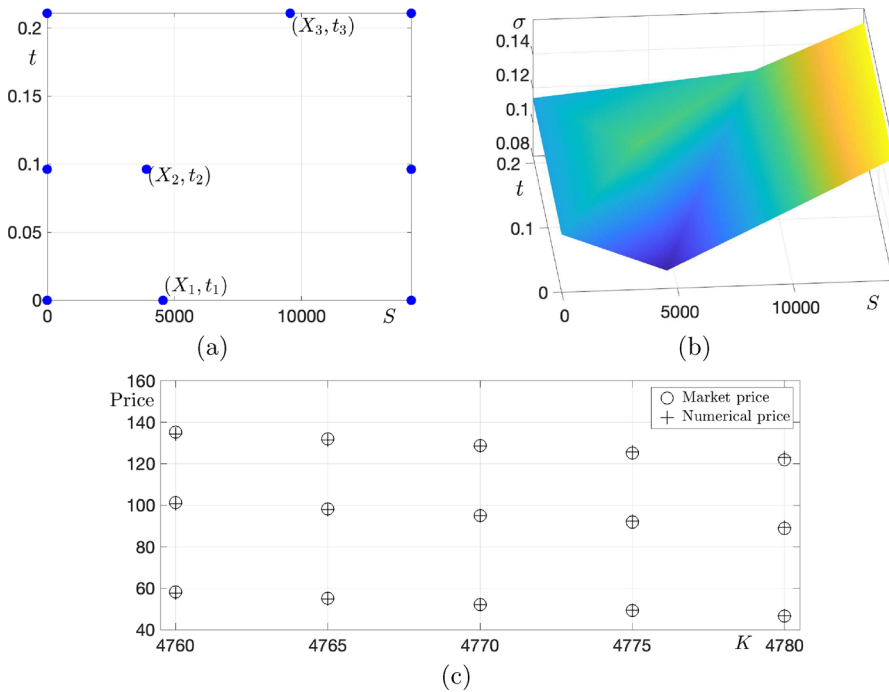 0.2
t
0.15
0.1
0.05
0
(X₃, t₃)
(X₂, t₂)
(X₁, t₁)
0 5000 10000 S
(a)
σ
0.14
0.12
0.1
0.08
0.2
t
0.1
0
0 5000 10000 S
(b)
160
Price
140
120
100
80
60
40
Market price
Numerical price
4760 4765 4770 4775 K 4780
(c)